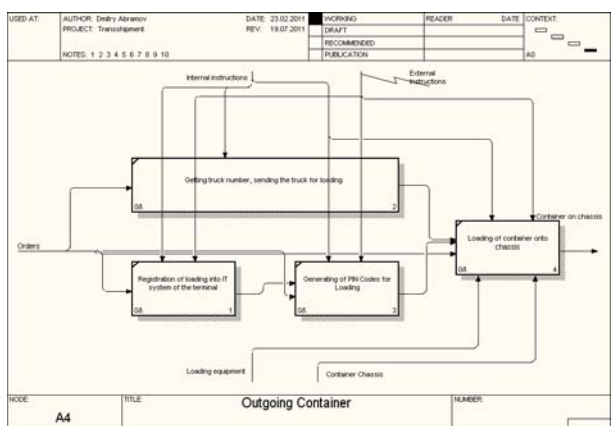 USED AT:
AUTHOR: Dmitry Abramov
DATE: 23.02.2011
WORKING
READER
DATE
CONTEXT:
PROJECT: Transshipment
REV: 19.07.2011
DRAFT
RECOMMENDED
NOTES: 1 2 3 4 5 6 7 8 9 10
PUBLICATION
A0
Internal instructions
External
instructions
Getting truck number, sending the truck for loading
0$.
2
Container on chassis
Orders
Loading of container onto
chassis
0$.
4
Registration of loading into IT
system of the terminal
0$.
1
Generating of PIN Codes for
Loading
0$.
3
Loading equipment
Container Chassis
NODE:
TITLE:
Outgoing Container
NUMBER:
A4